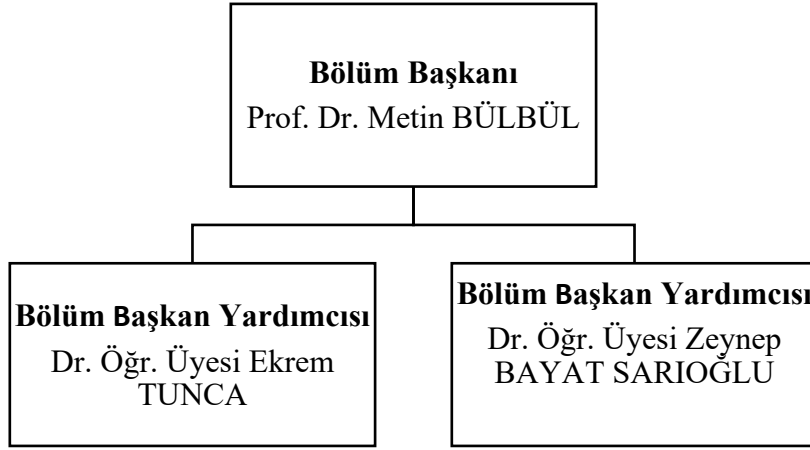 Bölüm Başkanı
Prof. Dr. Metin BÜLBÜL
Bölüm Başkan Yardımcısı
Dr. Öğr. Üyesi Ekrem
TUNCA
Bölüm Başkan Yardımcısı
Dr. Öğr. Üyesi Zeynep
BAYAT SARIOĞLU